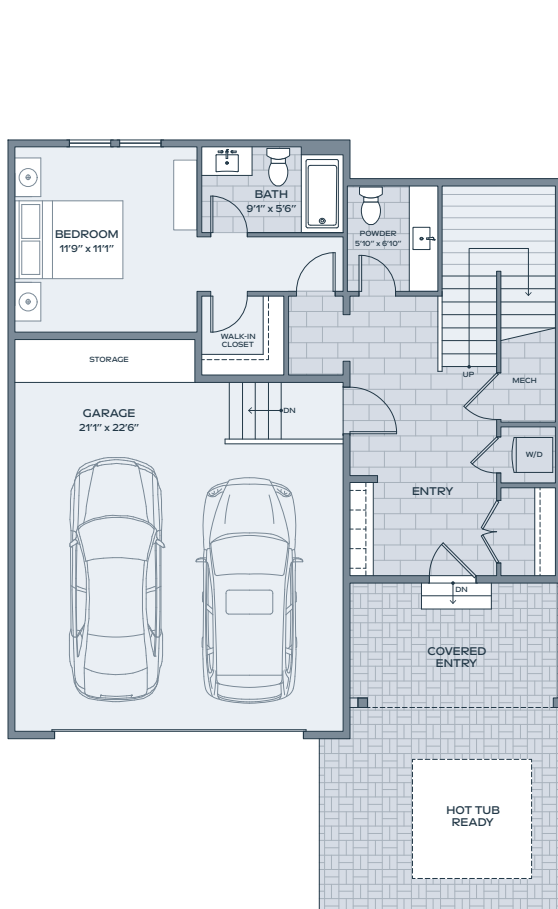 BATH
9'1" x 5'6"
BEDROOM
11'9" x 11'1"
POWDER
5'10" x 6'10"
WALK-IN
CLOSET
STORAGE
UP
MECH
GARAGE
21'1" x 22'6"
DN
W/D
ENTRY
DN
COVERED
ENTRY
HOT TUB
READY